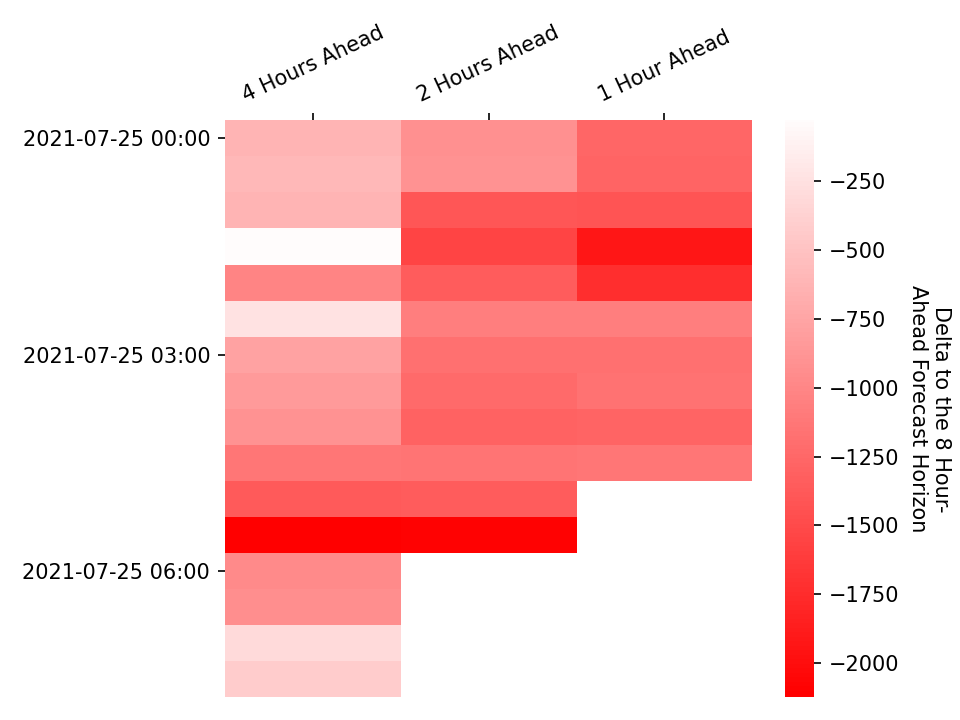 4 Hours Ahead
2 Hours Ahead
1 Hour Ahead
2021-07-25 00:00
2021-07-25 03:00
2021-07-25 06:00
−250
−500
−750
−1000
−1250
−1500
−1750
−2000
Delta to the 8 Hour-
Ahead Forecast Horizon